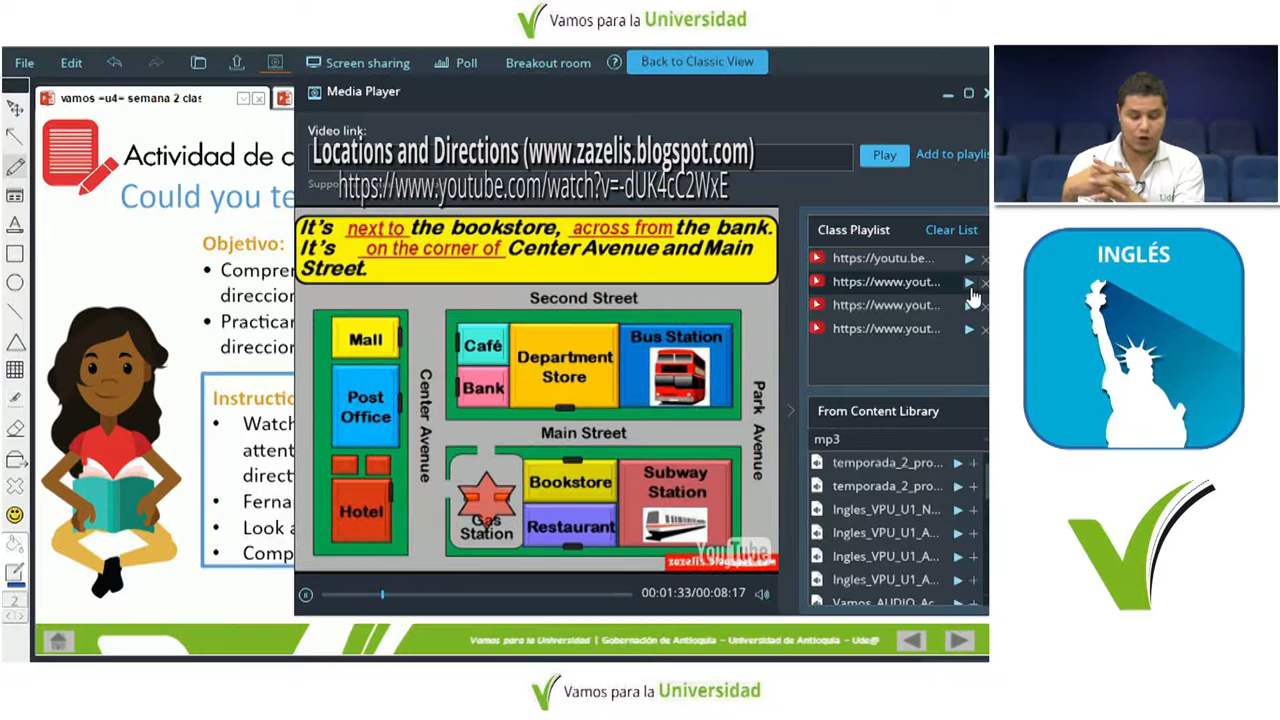 Vamos para la Universidad
File Edit Screen sharing Poll Breakout room ? Back to Classic View
vamos =u4= semana 2 clas
Media Player
Video link:
Locations and Directions (www.zazelis.blogspot.com)
Play Add to playlis
https://www.youtube.com/watch?v=-dUK4cC2WxE
Actividad de c
Could you te
Objetivo:
Comprer
direccior
Practicar
direccior
Instructio
Watch
attent
direct
Ferna
Look a
Comp
It's next to the bookstore, across from the bank.
It's on the corner of Center Avenue and Main
Street.
Second Street
Mall
Post
Office
Hotel
Center Avenue
Café
Bank
Department
Store
Bus Station
Park Avenue
Main Street
Gas
Station
Bookstore
Restaurant
Subway
Station
YouTube
zazelis.blogspot.com
00:01:33/00:08:17
Class Playlist Clear List
https://youtu.be...
https://www.yout...
https://www.yout...
https://www.yout...
From Content Library
mp3
temporada_2_pro...
temporada_2_pro...
Ingles_VPU_U1_N...
Ingles_VPU_U1_A...
Ingles_VPU_U1_A...
Ingles_VPU_U1_A...
Vamos_AUDIO_Ac...
2
Vamos para la Universidad | Gobernación de Antioquia – Universidad de Antioquia – Ude@
INGLÉS
Vamos para la Universidad